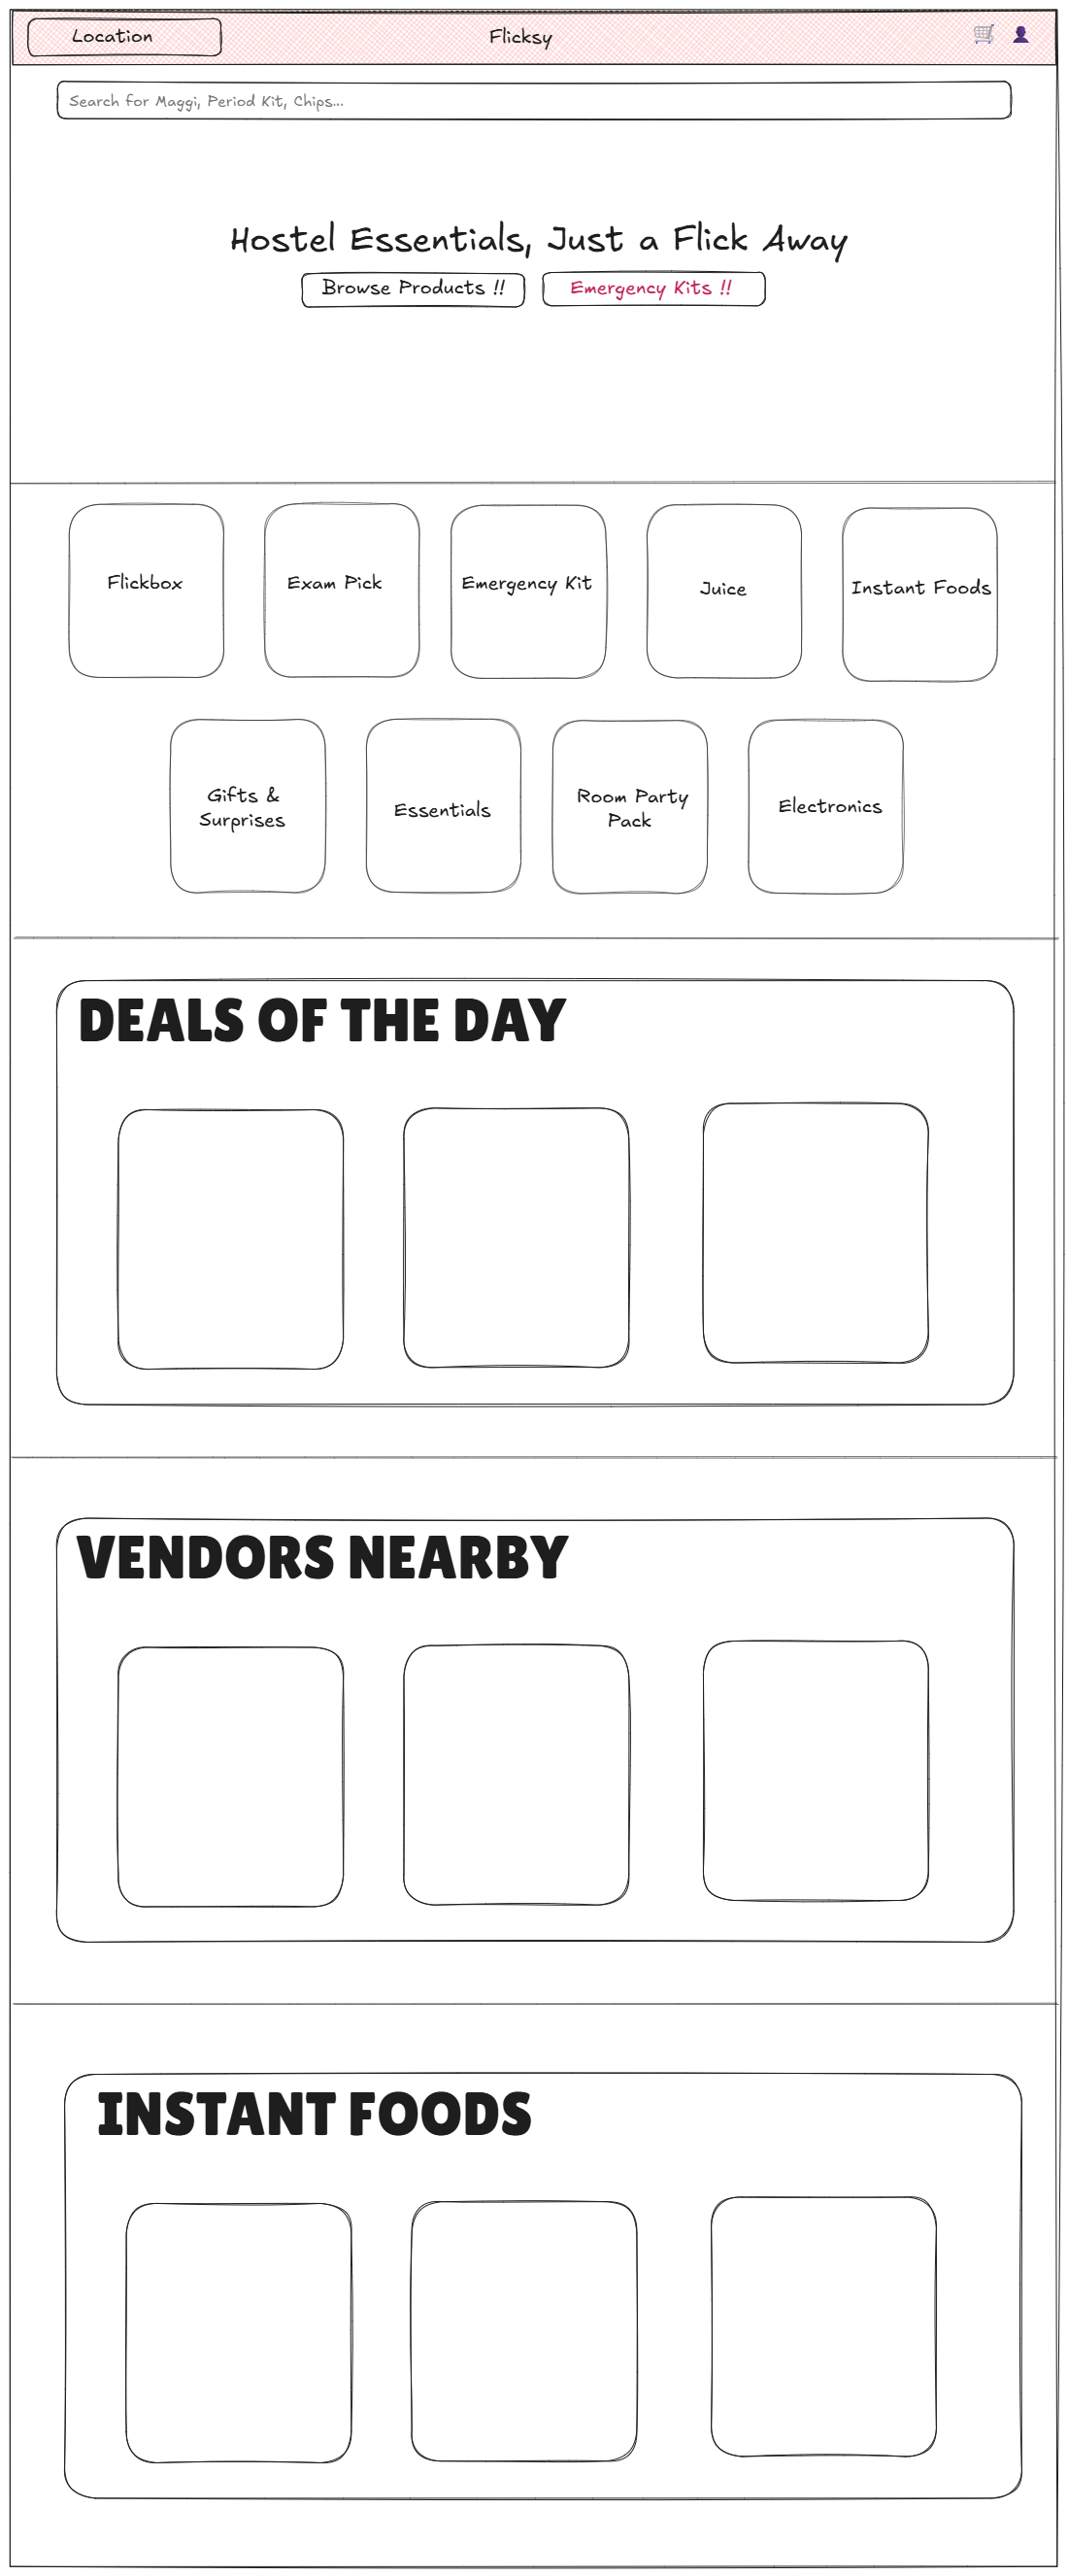 Location
Flicksy
Search for Maggi, Period Kit, Chips...
Hostel Essentials, Just a Flick Away
Browse Products !!
Emergency Kits !!
Flickbox
Exam Pick
Emergency Kit
Juice
Instant Foods
Gifts &
Surprises
Essentials
Room Party
Pack
Electronics
DEALS OF THE DAY
VENDORS NEARBY
INSTANT FOODS